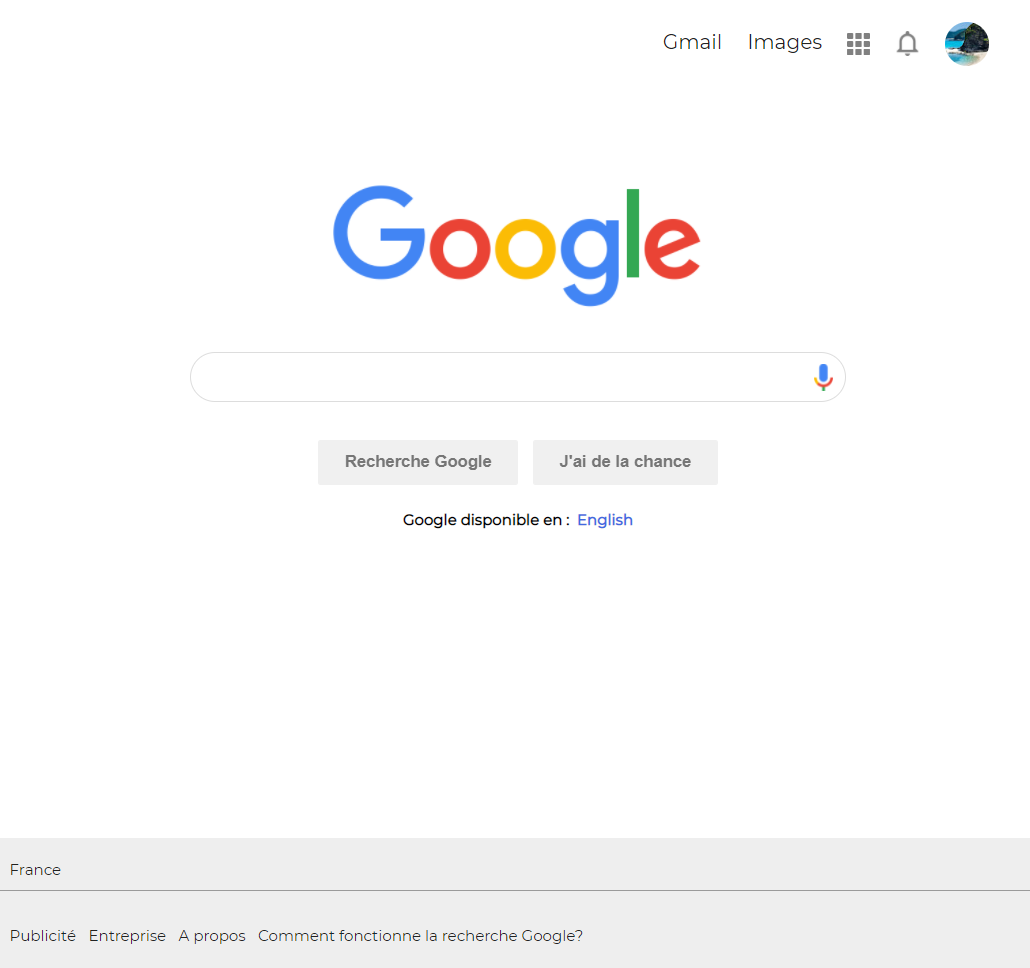 Gmail Images
Google
Recherche Google J'ai de la chance
Google disponible en : English
France
Publicité Entreprise A propos Comment fonctionne la recherche Google?